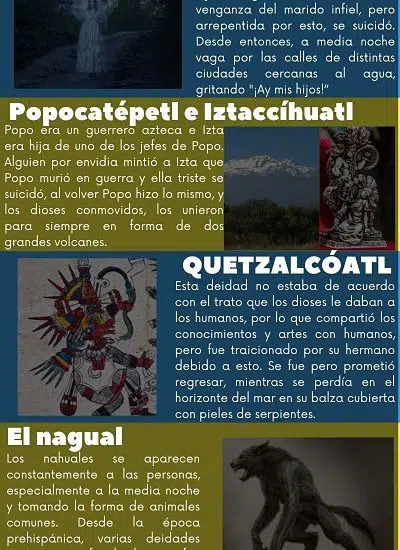 venganza del marido infiel, pero
arrepentida por esto, se suicidó.
Desde entonces, a media noche
vaga por las calles de distintas
ciudades cercanas al agua,
gritando "¡Ay mis hijos!"
Popocatépetl e Iztaccíhuatl
Popo era un guerrero azteca e Izta
era hija de uno de los jefes de Popo.
Alguien por envidia mintió a Izta que
Popo murió en guerra y ella triste se
suicidó, al volver Popo hizo lo mismo, y
los dioses conmovidos, los unieron
para siempre en forma de dos
grandes volcanes.
QUETZALCÓATL
Esta deidad no estaba de acuerdo
con el trato que los dioses le daban a
los humanos, por lo que compartió los
conocimientos y artes con humanos,
pero fue traicionado por su hermano
debido a esto. Se fue pero prometió
regresar, mientras se perdía en el
horizonte del mar en su balza cubierta
con pieles de serpientes.
El nagual
Los nahuales se aparecen
constantemente a las personas,
especialmente a la media noche
y tomando la forma de animales
comunes. Desde la época
prehispánica, varias deidades